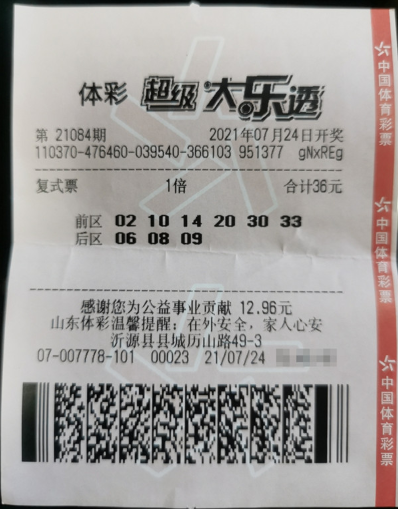 体彩 超级大乐透
第 21084期 2021年07月24日开奖
110370-476460-039540-366103 951377 gNxREg
复式票 1倍 合计36元
前区 02 10 14 20 30 33
后区 06 08 09
感谢您为公益事业贡献 12.96元
山东体彩温馨提醒：在外安全，家人心安
沂源县县城历山路49-3
07-007778-101 00023 21/07/24
中国体育彩票
中国体育彩票
中国体育彩票